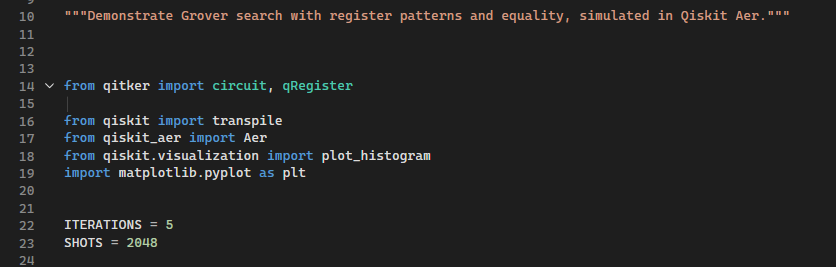 9
10 """Demonstrate Grover search with register patterns and equality, simulated in Qiskit Aer."""
11
12
13
14 from qitker import circuit, qRegister
15
16 from qiskit import transpile
17 from qiskit_aer import Aer
18 from qiskit.visualization import plot_histogram
19 import matplotlib.pyplot as plt
20
21
22 ITERATIONS = 5
23 SHOTS = 2048
24